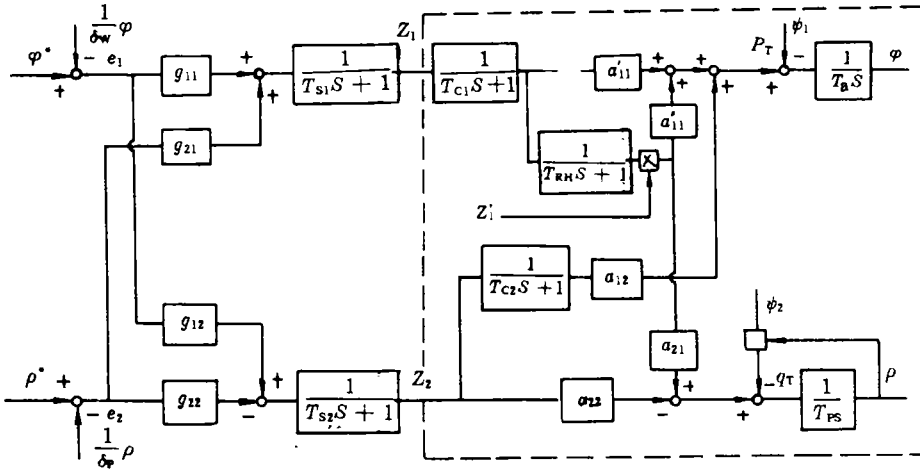 1/δW φ
φ* + − e1
g11
+ +
1/(TS1S + 1)
Z1
1/(TC1S + 1)
a'11
+ + + +
PT
ψ1
− +
1/(TaS)
φ
g21
a'11
1/(TRHS + 1)
×
Z'1
1/(TC2S + 1)
a12
g12
a21
ψ2
ρ* + − e2
g22
+ −
1/(TS2S + 1)
Z2
a22
+ −
− qT +
1/TPS
ρ
1/δP ρ